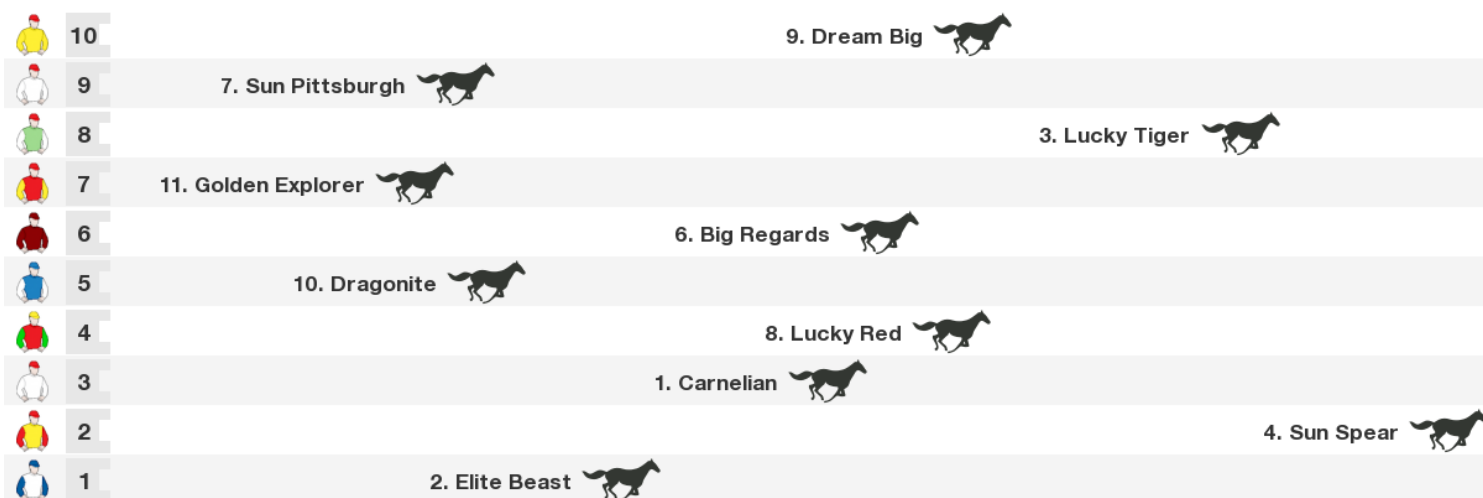 10 9. Dream Big
9 7. Sun Pittsburgh
8 3. Lucky Tiger
7 11. Golden Explorer
6 6. Big Regards
5 10. Dragonite
4 8. Lucky Red
3 1. Carnelian
2 4. Sun Spear
1 2. Elite Beast